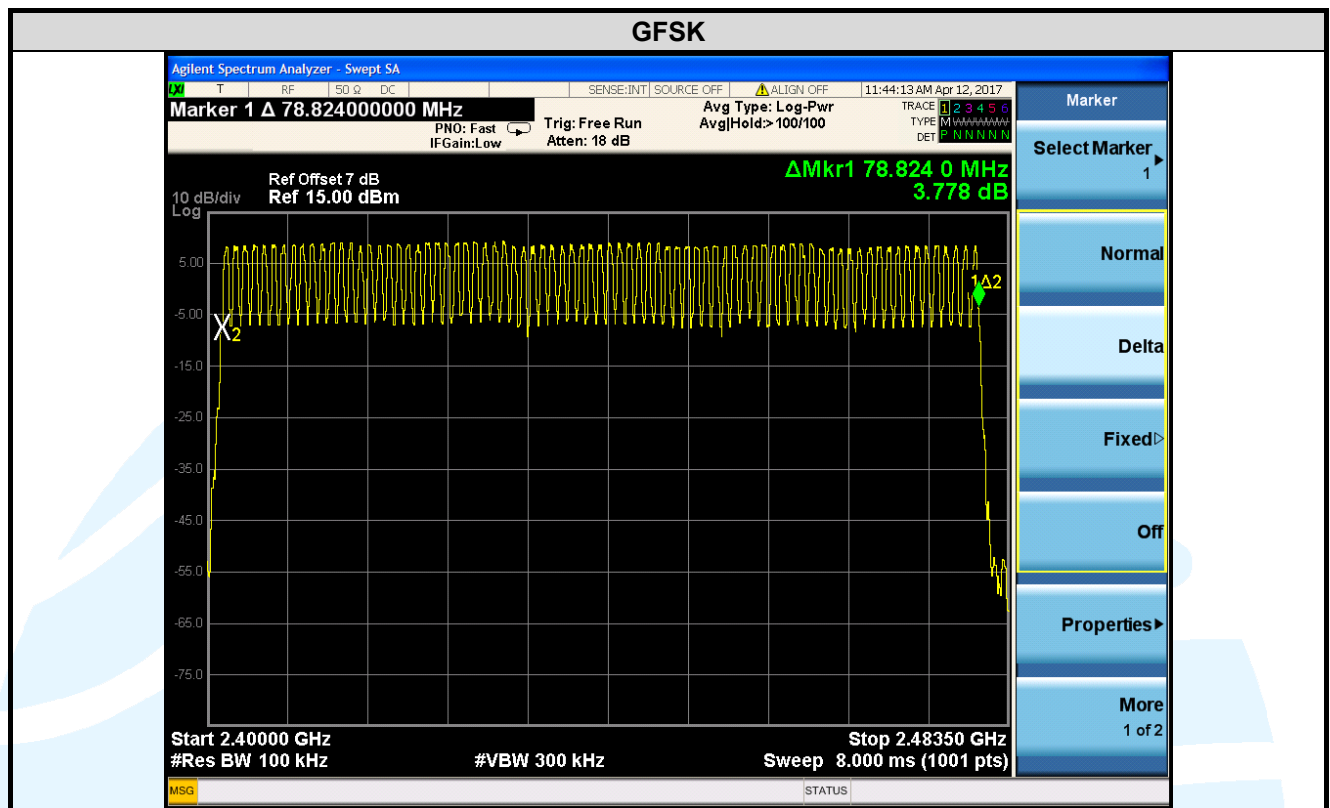 GFSK
Agilent Spectrum Analyzer - Swept SA
LXI T RF 50 Ω DC SENSE:INT SOURCE OFF ⚠ALIGN OFF 11:44:13 AM Apr 12, 2017
Marker 1 Δ 78.824000000 MHz
PNO: Fast
IFGain:Low
Trig: Free Run
Atten: 18 dB
Avg Type: Log-Pwr
Avg|Hold:> 100/100
TRACE 1 2 3 4 5 6
TYPE M WWWWW
DET P N N N N N
ΔMkr1 78.824 0 MHz
3.778 dB
Ref Offset 7 dB
10 dB/div Ref 15.00 dBm
Log
5.00
-5.00
-15.0
-25.0
-35.0
-45.0
-55.0
-65.0
-75.0
1Δ2
X2
Start 2.40000 GHz Stop 2.48350 GHz
#Res BW 100 kHz #VBW 300 kHz Sweep 8.000 ms (1001 pts)
MSG STATUS
Marker
Select Marker
1
Normal
Delta
Fixed
Off
Properties
More
1 of 2